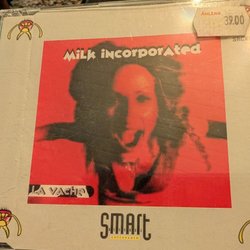 39.00
Milk incorporated
LA VACHE
SMART